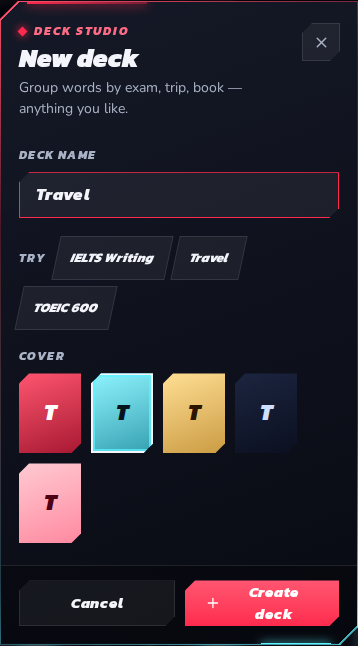 DECK STUDIO
New deck
Group words by exam, trip, book —
anything you like.
DECK NAME
Travel
TRY
IELTS Writing
Travel
TOEIC 600
COVER
T
T
T
T
T
Cancel
+ Create
deck